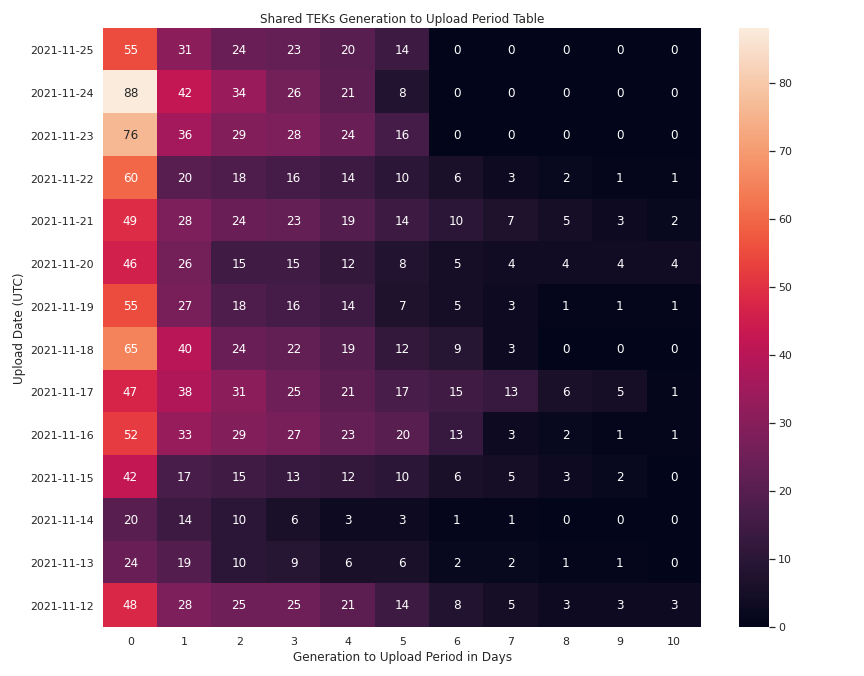 Shared TEKs Generation to Upload Period Table
Upload Date (UTC)
2021-11-25 55 31 24 23 20 14 0 0 0 0 0
2021-11-24 88 42 34 26 21 8 0 0 0 0 0
2021-11-23 76 36 29 28 24 16 0 0 0 0 0
2021-11-22 60 20 18 16 14 10 6 3 2 1 1
2021-11-21 49 28 24 23 19 14 10 7 5 3 2
2021-11-20 46 26 15 15 12 8 5 4 4 4 4
2021-11-19 55 27 18 16 14 7 5 3 1 1 1
2021-11-18 65 40 24 22 19 12 9 3 0 0 0
2021-11-17 47 38 31 25 21 17 15 13 6 5 1
2021-11-16 52 33 29 27 23 20 13 3 2 1 1
2021-11-15 42 17 15 13 12 10 6 5 3 2 0
2021-11-14 20 14 10 6 3 3 1 1 0 0 0
2021-11-13 24 19 10 9 6 6 2 2 1 1 0
2021-11-12 48 28 25 25 21 14 8 5 3 3 3
0 1 2 3 4 5 6 7 8 9 10
Generation to Upload Period in Days
80
70
60
50
40
30
20
10
0